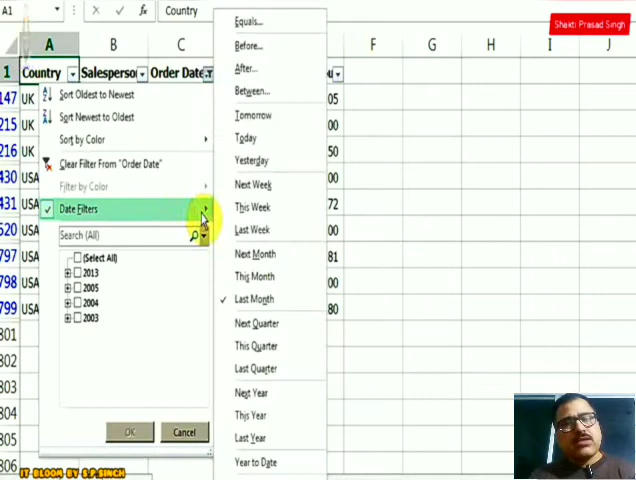 A1
Country
Shakti Prasad Singh
A
B
C
F
G
H
I
J
1
Country
Salesperson
Order Date
147
UK
05
215
UK
00
216
UK
50
430
USA
00
431
USA
72
520
USA
00
797
USA
81
798
USA
00
799
USA
80
801
802
803
804
805
806
Sort Oldest to Newest
Sort Newest to Oldest
Sort by Color
Clear Filter From "Order Date"
Filter by Color
Date Filters
Search (All)
(Select All)
2013
2005
2004
2003
OK
Cancel
Equals...
Before...
After...
Between...
Tomorrow
Today
Yesterday
Next Week
This Week
Last Week
Next Month
This Month
Last Month
Next Quarter
This Quarter
Last Quarter
Next Year
This Year
Last Year
Year to Date
IT BLOOM BY S.P.SINGH